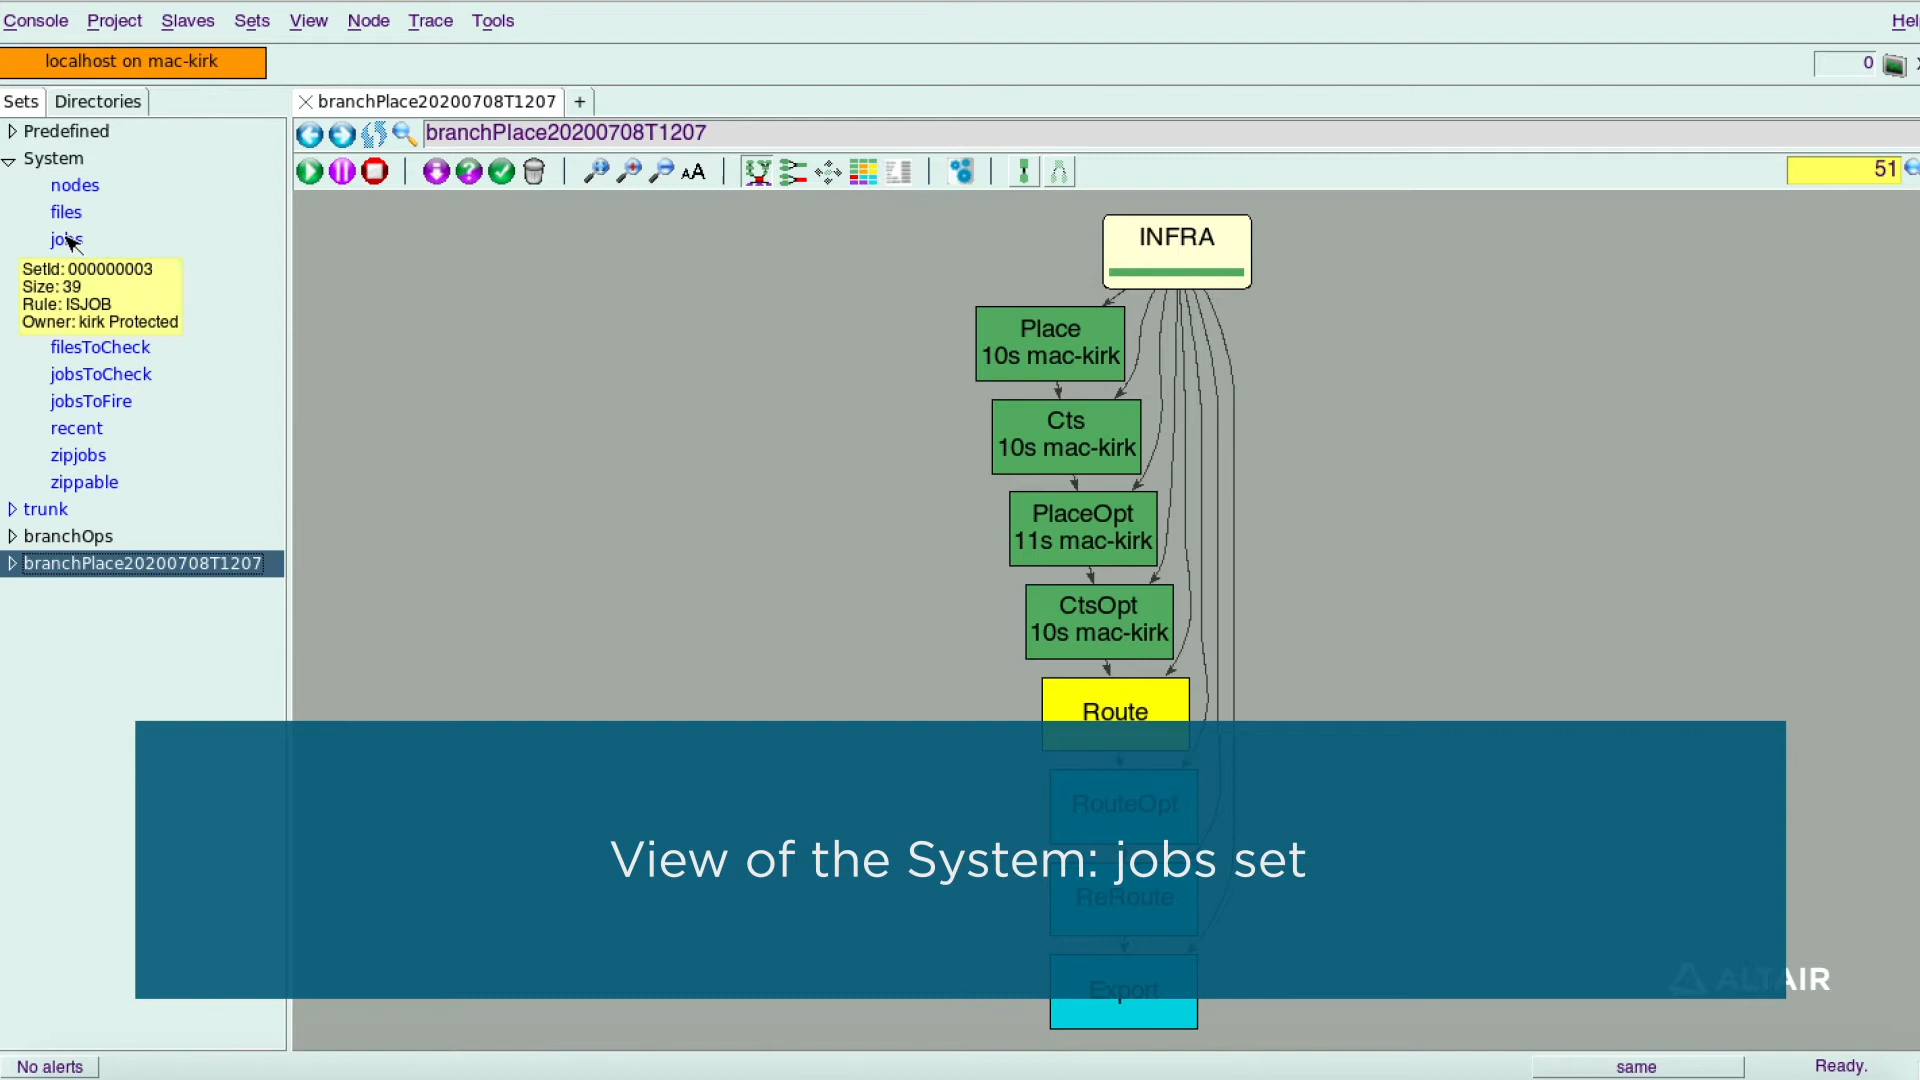 Console Project Slaves Sets View Node Trace Tools
localhost on mac-kirk
0
Sets Directories
branchPlace20200708T1207 +
Predefined
branchPlace20200708T1207
System
AA
51
nodes
files
jobs
SetId: 000000003
Size: 39
Rule: ISJOB
Owner: kirk Protected
filesToCheck
jobsToCheck
jobsToFire
recent
zipjobs
zippable
trunk
branchOps
branchPlace20200708T1207
INFRA
Place
10s mac-kirk
Cts
10s mac-kirk
PlaceOpt
11s mac-kirk
CtsOpt
10s mac-kirk
Route
RouteOpt
View of the System: jobs set
ReRoute
Export
ALTAIR
No alerts
same
Ready.